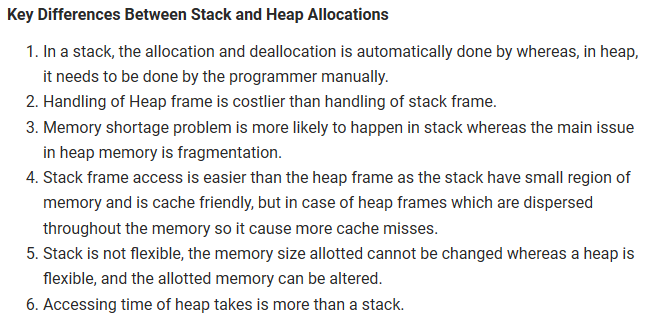 Key Differences Between Stack and Heap Allocations
1. In a stack, the allocation and deallocation is automatically done by whereas, in heap,
it needs to be done by the programmer manually.
2. Handling of Heap frame is costlier than handling of stack frame.
3. Memory shortage problem is more likely to happen in stack whereas the main issue
in heap memory is fragmentation.
4. Stack frame access is easier than the heap frame as the stack have small region of
memory and is cache friendly, but in case of heap frames which are dispersed
throughout the memory so it cause more cache misses.
5. Stack is not flexible, the memory size allotted cannot be changed whereas a heap is
flexible, and the allotted memory can be altered.
6. Accessing time of heap takes is more than a stack.